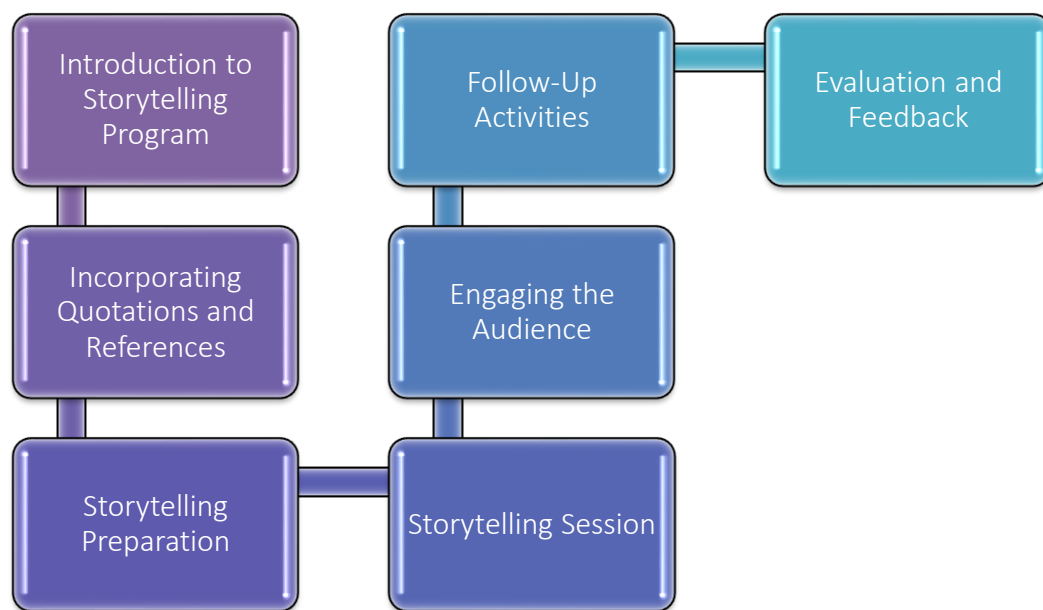 Introduction to
Storytelling
Program
Incorporating
Quotations and
References
Storytelling
Preparation
Storytelling Session
Engaging the
Audience
Follow-Up
Activities
Evaluation and
Feedback